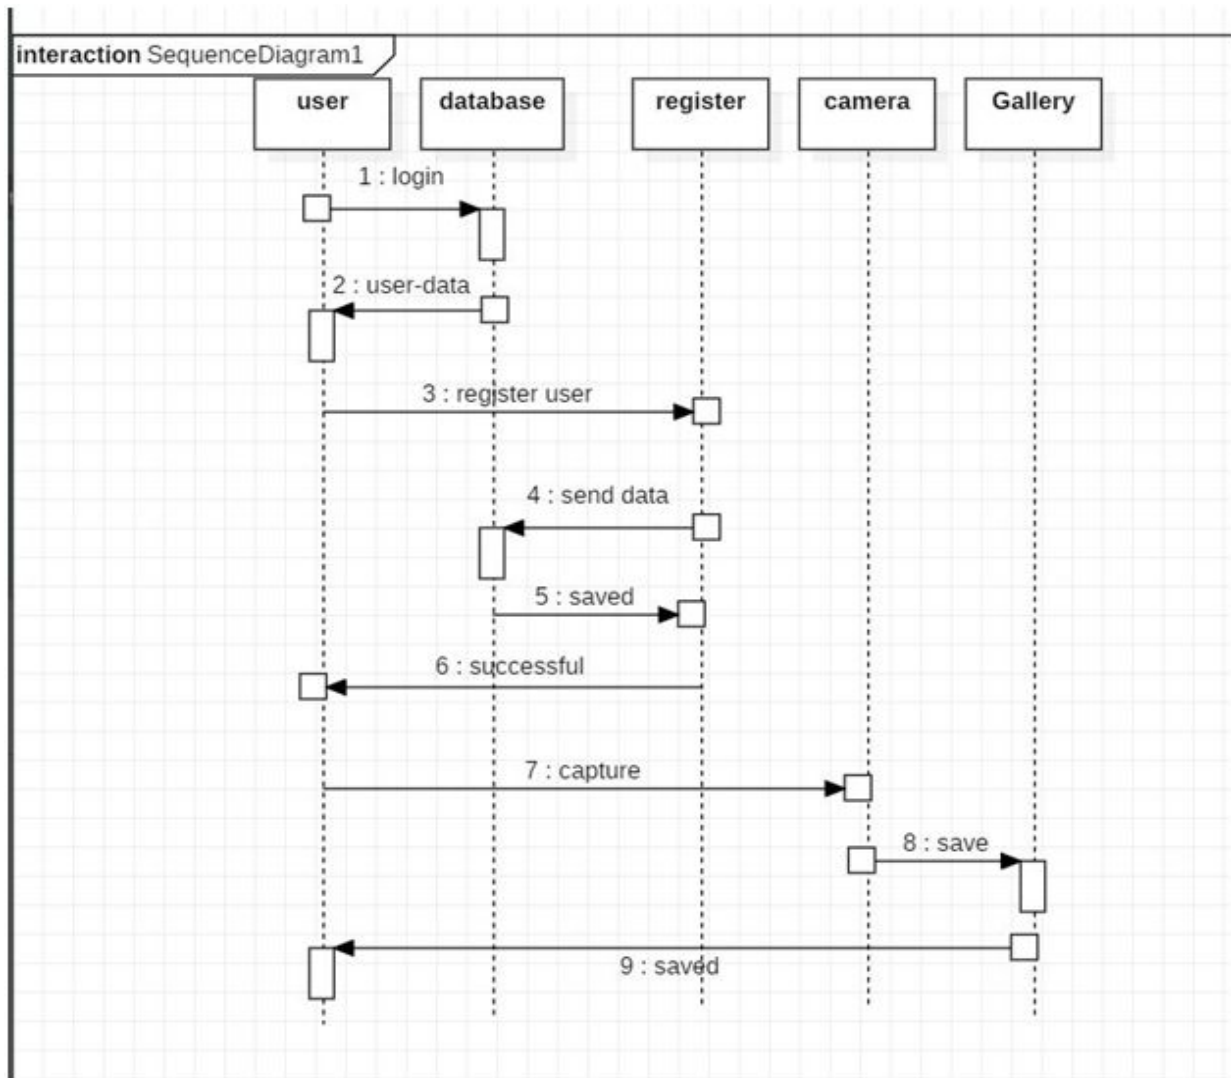 interaction SequenceDiagram1
user database register camera Gallery
1 : login
2 : user-data
3 : register user
4 : send data
5 : saved
6 : successful
7 : capture
8 : save
9 : saved